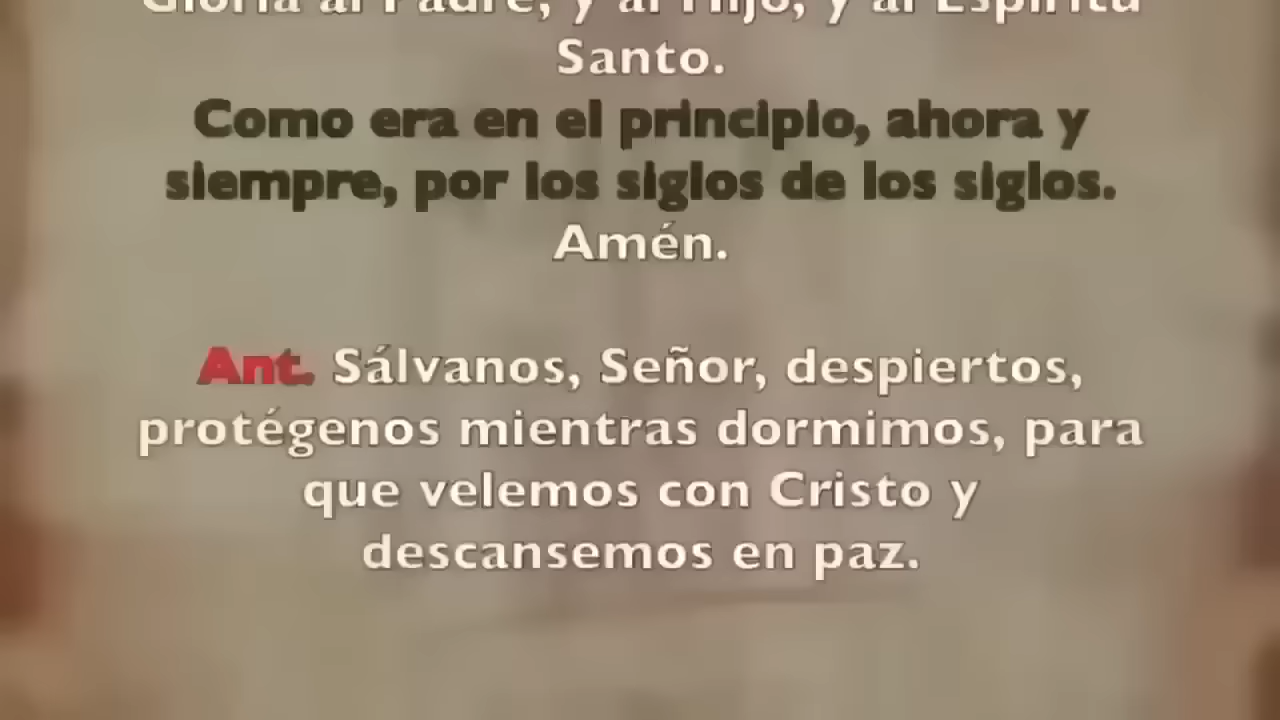 Gloria al Padre, y al Hijo, y al Espíritu
Santo.
Como era en el principio, ahora y
siempre, por los siglos de los siglos.
Amén.
Ant. Sálvanos, Señor, despiertos,
protégenos mientras dormimos, para
que velemos con Cristo y
descansemos en paz.